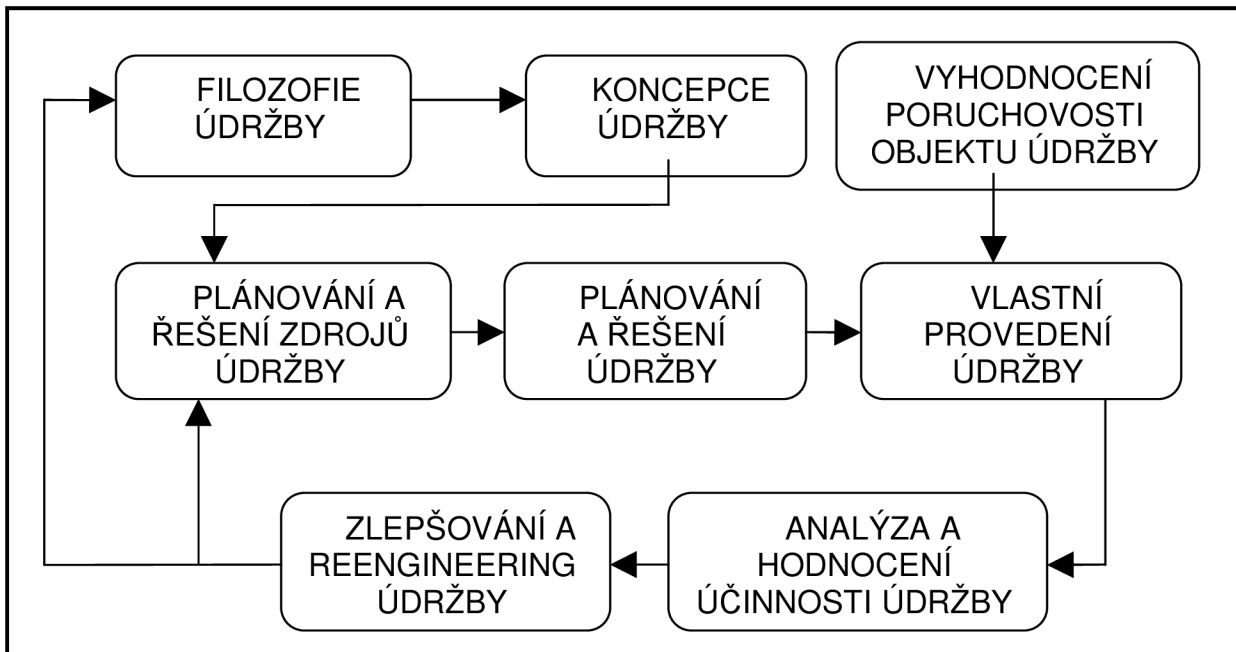 FILOZOFIE
ÚDRŽBY
KONCEPCE
ÚDRŽBY
VYHODNOCENÍ
PORUCHOVOSTI
OBJEKTU ÚDRŽBY
PLÁNOVÁNÍ A
ŘEŠENÍ ZDROJŮ
ÚDRŽBY
PLÁNOVÁNÍ
A ŘEŠENÍ
ÚDRŽBY
VLASTNÍ
PROVEDENÍ
ÚDRŽBY
ZLEPŠOVÁNÍ A
REENGINEERING
ÚDRŽBY
ANALÝZA A
HODNOCENÍ
ÚČINNOSTI ÚDRŽBY